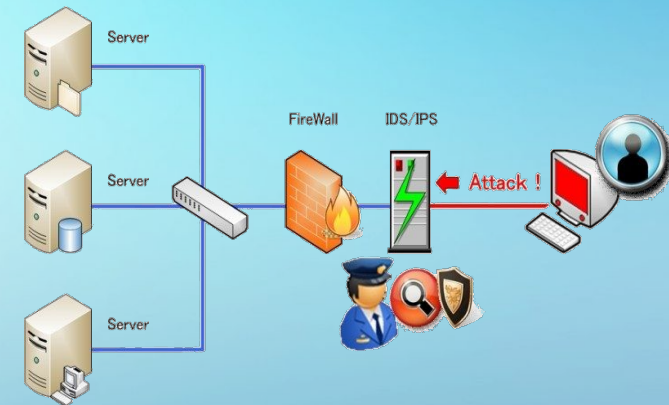 Server
FireWall
IDS/IPS
Server
Attack !
Server